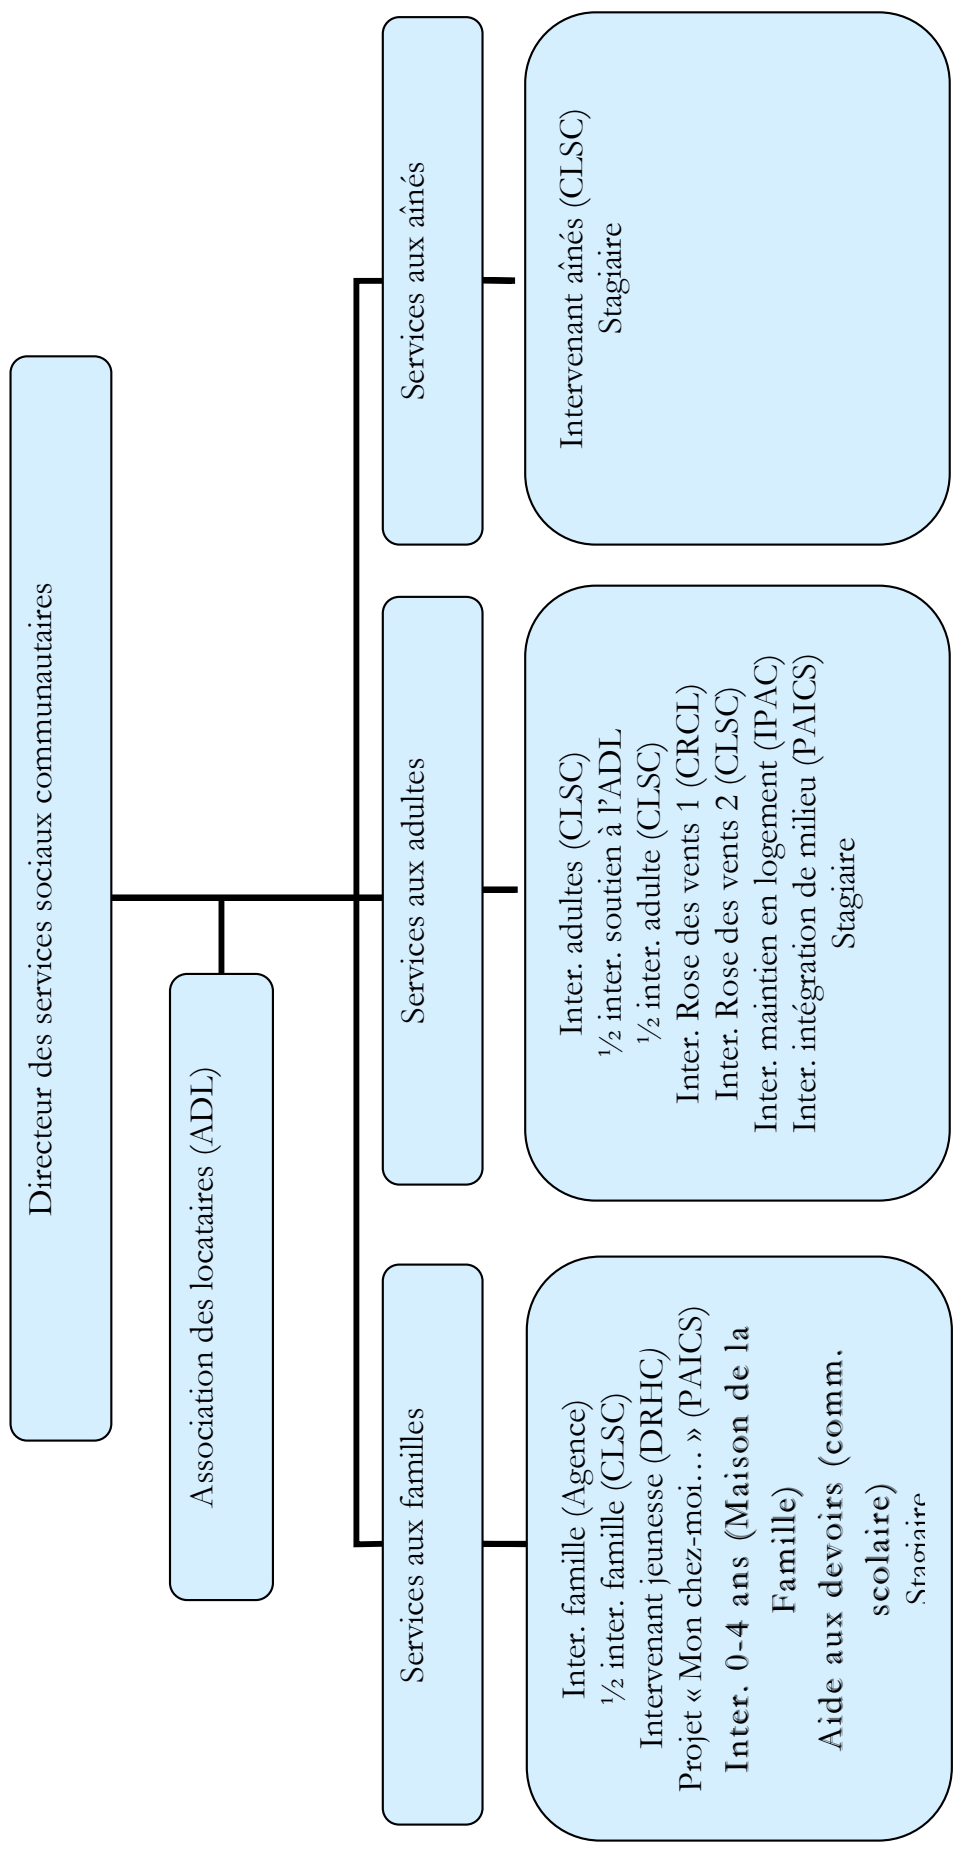 Directeur des services sociaux communautaires
Association des locataires (ADL)
Services aux familles
Services aux adultes
Services aux aînés
Inter. famille (Agence)
½ inter. famille (CLSC)
Intervenant jeunesse (DRHC)
Projet « Mon chez-moi… » (PAICS)
Inter. 0-4 ans (Maison de la
Famille)
Aide aux devoirs (comm.
scolaire)
Stagiaire
Inter. adultes (CLSC)
½ inter. soutien à l’ADL
½ inter. adulte (CLSC)
Inter. Rose des vents 1 (CRCL)
Inter. Rose des vents 2 (CLSC)
Inter. maintien en logement (IPAC)
Inter. intégration de milieu (PAICS)
Stagiaire
Intervenant aînés (CLSC)
Stagiaire